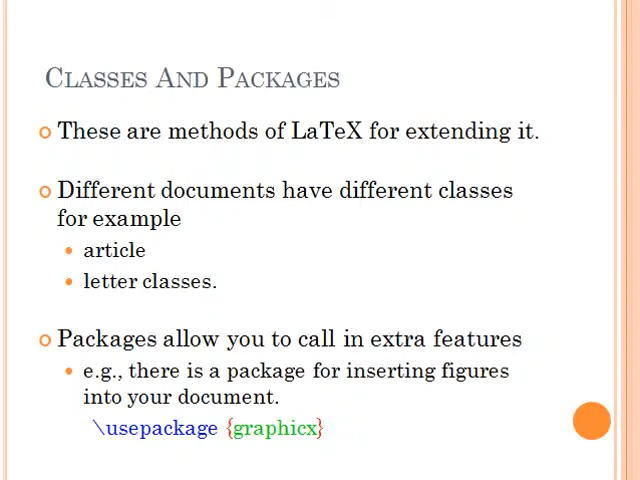 Classes And Packages
These are methods of LaTeX for extending it.
Different documents have different classes
for example
article
letter classes.
Packages allow you to call in extra features
e.g., there is a package for inserting figures
into your document.
\usepackage {graphicx}